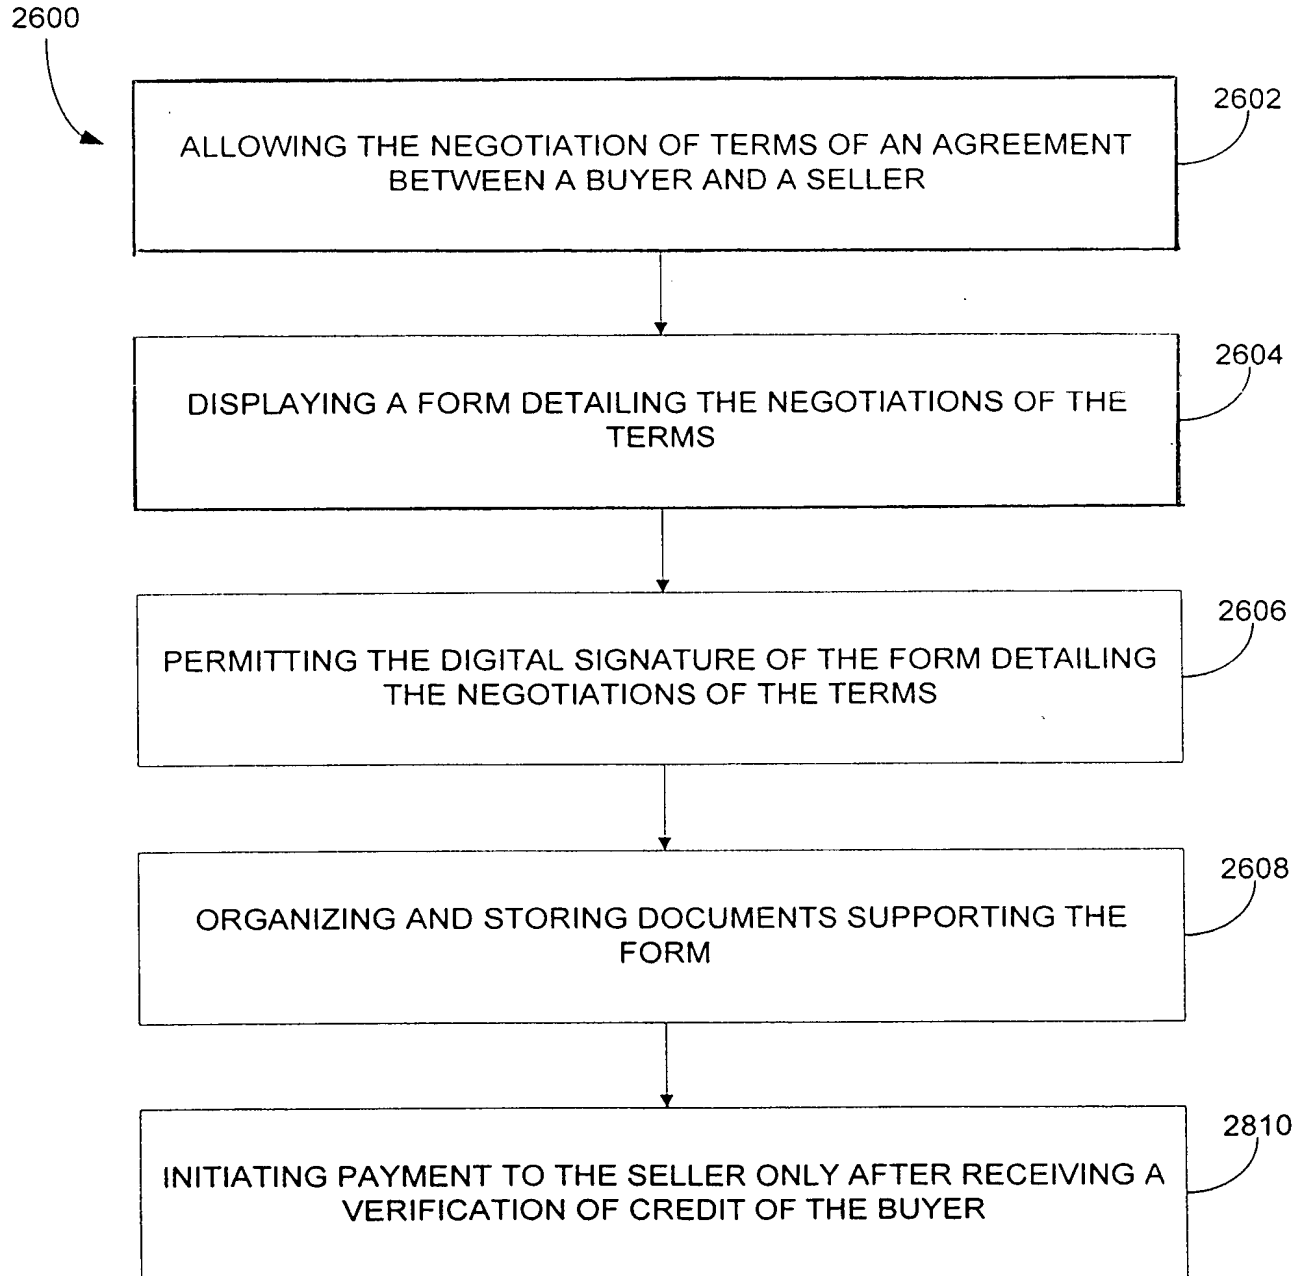 2600
2602
ALLOWING THE NEGOTIATION OF TERMS OF AN AGREEMENT
BETWEEN A BUYER AND A SELLER
2604
DISPLAYING A FORM DETAILING THE NEGOTIATIONS OF THE
TERMS
2606
PERMITTING THE DIGITAL SIGNATURE OF THE FORM DETAILING
THE NEGOTIATIONS OF THE TERMS
2608
ORGANIZING AND STORING DOCUMENTS SUPPORTING THE
FORM
2810
INITIATING PAYMENT TO THE SELLER ONLY AFTER RECEIVING A
VERIFICATION OF CREDIT OF THE BUYER